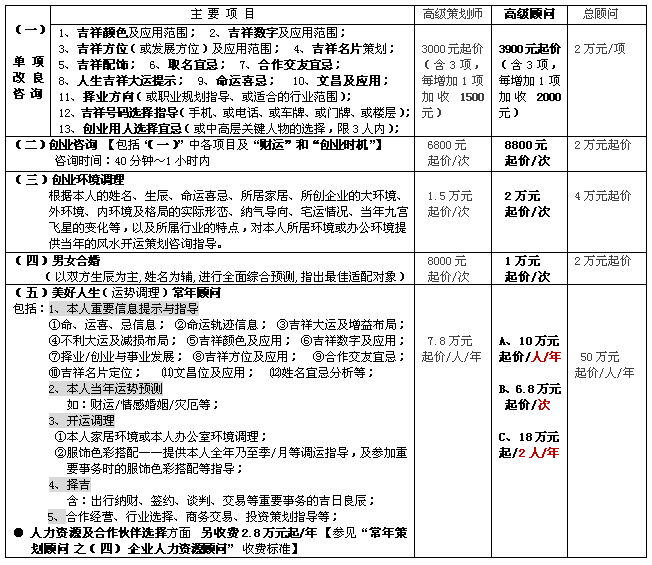 主 要 项 目 高级策划师 高级顾问 总顾问
（一）
单 项
改 良
咨 询
1、吉祥颜色及应用范围； 2、吉祥数字及应用范围；
3、吉祥方位（或发展方位）及应用范围； 4、吉祥名片策划；
5、吉祥配饰； 6、取名宜忌； 7、合作交友宜忌；
8、人生吉祥大运提示； 9、命运喜忌； 10、文昌及应用；
11、择业方向（或职业规划指导、或适合的行业范围）；
12、吉祥号码选择指导（手机、或电话、或车牌、或门牌、或楼层）；
13、创业用人选择宜忌（或中高层关键人物的选择，限3人内）；
3000元起价
（含3项，
每增加1项
加收 1500
元）
3900元起价
（含3项，
每增加1项
加收 2000
元）
2万元/项
（二）创业咨询 【包括“（一）”中各项目及“财运”和“创业时机”】
咨询时间：40分钟～1小时内
6800元
起价/次
8800元
起价/次
2万元起价
（三）创业环境调理
根据本人的姓名、生辰、命运喜忌、所居家居、所创企业的大环境、
外环境、内环境及格局的实际形峦、纳气导向、宅运情况、当年九宫
飞星的变化等，以及所属行业的特点，对本人所居环境或办公环境提
供当年的风水开运策划咨询指导。
1.5万元
起价/次
2万元
起价/次
4万元起价
（四）男女合婚
（以双方生辰为主,姓名为辅,进行全面综合预测,指出最佳适配对象）
8000元
起价/次
1万元
起价/次
2万元起价
（五）美好人生（运势调理）常年顾问
包括：1、本人重要信息提示与指导
①命、运喜、忌信息； ②命运轨迹信息； ③吉祥大运及增益布局；
④不利大运及减损布局； ⑤吉祥颜色及应用； ⑥吉祥数字及应用；
⑦择业/创业与事业发展； ⑧吉祥方位及应用； ⑨合作交友宜忌；
⑩吉祥名片定位； ⑾文昌位及应用； ⑿姓名宜忌分析等；
2、本人当年运势预测
如：财运/情感婚姻/灾厄等；
3、开运调理
①本人家居环境或本人办公室环境调理；
②服饰色彩搭配——提供本人全年乃至季/月等调运指导，及参加重
要事务时的服饰色彩搭配等指导；
4、择吉
含：出行纳财、签约、谈判、交易等重要事务的吉日良辰；
5、合作经营、行业选择、商务交易、投资策划指导等；
● 人力资源及合作伙伴选择方面 另收费2.8万元起/年【参见“常年策
划顾问 之（四）企业人力资源顾问” 收费标准】
7.8万元
起价/人/年
A、10万元
起价/人/年
B、6.8万元
起价/次
C、18万元
起/2人/年
50万元
起价/人/年